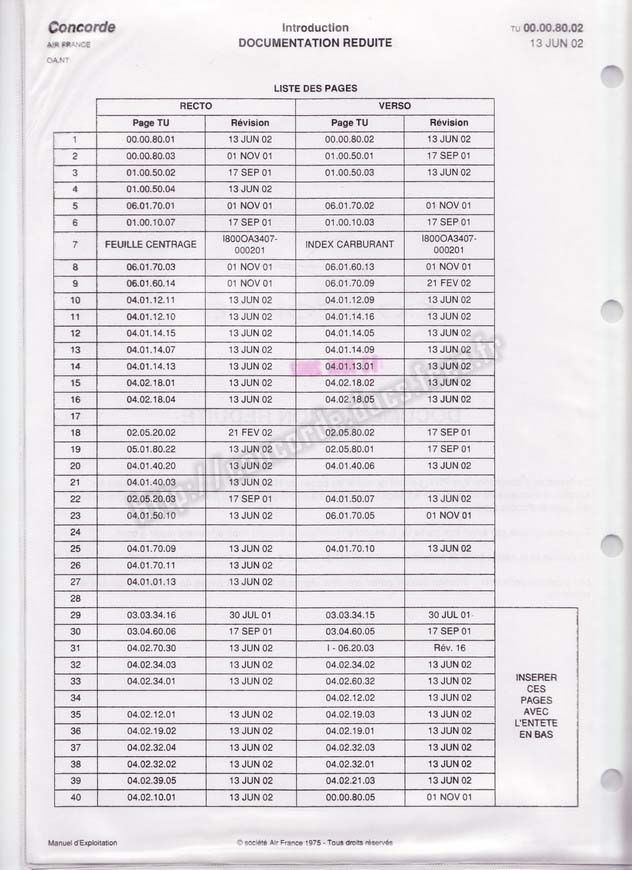 Concorde Introduction TU 00.00.80.02
AIR FRANCE DOCUMENTATION REDUITE 13 JUN 02
OA.NT
LISTE DES PAGES
RECTO VERSO
Page TU Révision Page TU Révision
1 00.00.80.01 13 JUN 02 00.00.80.02 13 JUN 02
2 00.00.80.03 01 NOV 01 01.00.50.01 17 SEP 01
3 01.00.50.02 17 SEP 01 01.00.50.03 13 JUN 02
4 01.00.50.04 13 JUN 02
5 06.01.70.01 01 NOV 01 06.01.70.02 01 NOV 01
6 01.00.10.07 17 SEP 01 01.00.10.03 17 SEP 01
7 FEUILLE CENTRAGE I800OA3407-000201 INDEX CARBURANT I800OA3407-000201
8 06.01.70.03 01 NOV 01 06.01.60.13 01 NOV 01
9 06.01.60.14 01 NOV 01 06.01.70.09 21 FEV 02
10 04.01.12.11 13 JUN 02 04.01.12.09 13 JUN 02
11 04.01.12.10 13 JUN 02 04.01.14.16 13 JUN 02
12 04.01.14.15 13 JUN 02 04.01.14.05 13 JUN 02
13 04.01.14.07 13 JUN 02 04.01.14.09 13 JUN 02
14 04.01.14.13 13 JUN 02 04.01.13.01 13 JUN 02
15 04.02.18.01 13 JUN 02 04.02.18.02 13 JUN 02
16 04.02.18.04 13 JUN 02 04.02.18.05 13 JUN 02
17
18 02.05.20.02 21 FEV 02 02.05.80.02 17 SEP 01
19 05.01.80.22 13 JUN 02 02.05.80.01 17 SEP 01
20 04.01.40.20 13 JUN 02 04.01.40.06 13 JUN 02
21 04.01.40.03 13 JUN 02
22 02.05.20.03 17 SEP 01 04.01.50.07 13 JUN 02
23 04.01.50.10 13 JUN 02 06.01.70.05 01 NOV 01
24
25 04.01.70.09 13 JUN 02 04.01.70.10 13 JUN 02
26 04.01.70.11 13 JUN 02
27 04.01.01.13 13 JUN 02
28
29 03.03.34.16 30 JUL 01 03.03.34.15 30 JUL 01
30 03.04.60.06 17 SEP 01 03.04.60.05 17 SEP 01
31 04.02.70.30 13 JUN 02 I - 06.20.03 Rév. 16
32 04.02.34.03 13 JUN 02 04.02.34.02 13 JUN 02
33 04.02.34.01 13 JUN 02 04.02.60.32 13 JUN 02
34 04.02.12.02 13 JUN 02
35 04.02.12.01 13 JUN 02 04.02.19.03 13 JUN 02
36 04.02.19.02 13 JUN 02 04.02.19.01 13 JUN 02
37 04.02.32.04 13 JUN 02 04.02.32.03 13 JUN 02
38 04.02.32.02 13 JUN 02 04.02.32.01 13 JUN 02
39 04.02.39.05 13 JUN 02 04.02.21.03 13 JUN 02
40 04.02.10.01 13 JUN 02 00.00.80.05 01 NOV 01
INSERER
CES
PAGES
AVEC
L'ENTETE
EN BAS
Manuel d'Exploitation © société Air France 1975 - Tous droits réservés